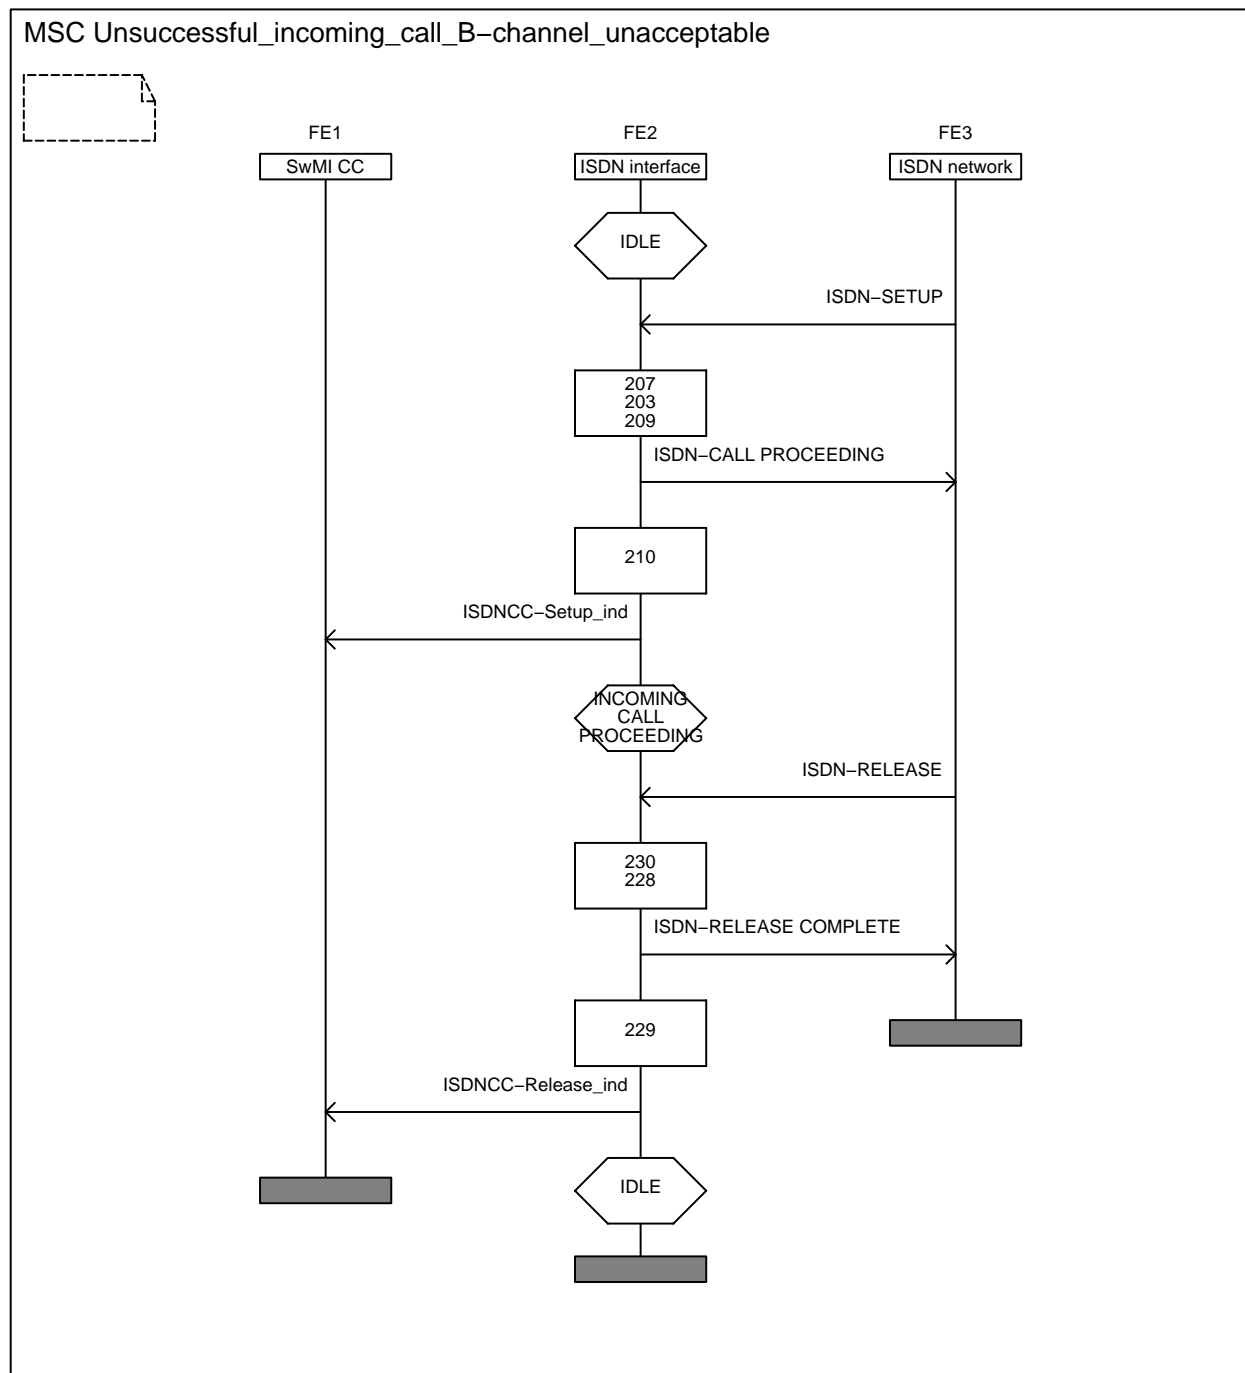 MSC Unsuccessful_incoming_call_B−channel_unacceptable
FE1
FE2
FE3
SwMI CC
ISDN interface
ISDN network
IDLE
ISDN−SETUP
207
203
209
ISDN−CALL PROCEEDING
210
ISDNCC−Setup_ind
INCOMING
CALL
PROCEEDING
ISDN−RELEASE
230
228
ISDN−RELEASE COMPLETE
229
ISDNCC−Release_ind
IDLE